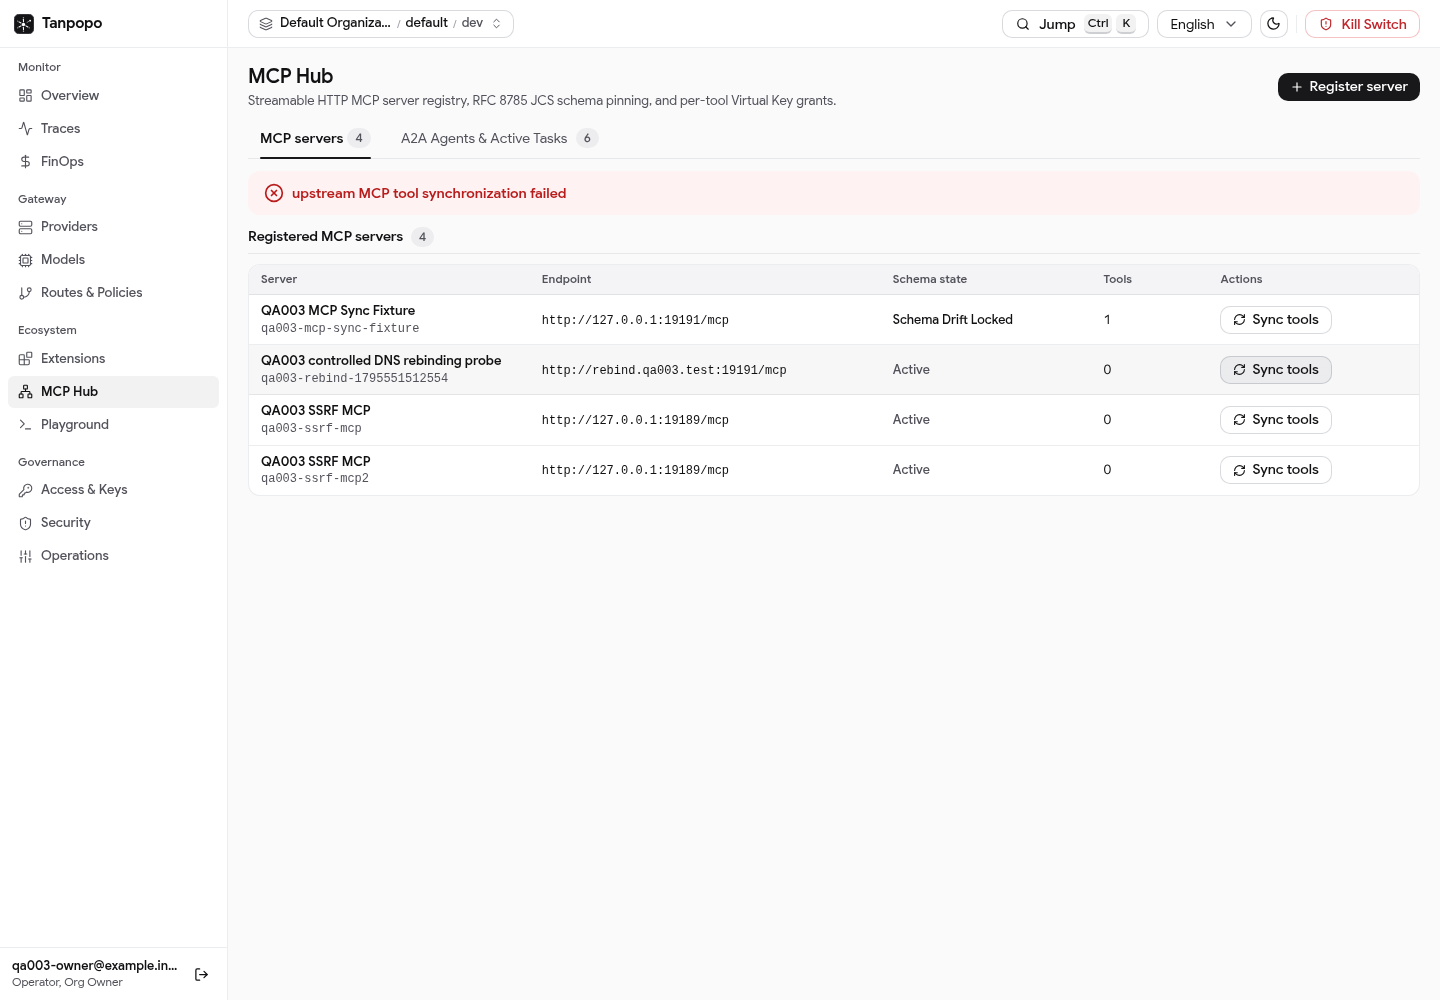 Tanpopo
Default Organiza... / default / dev
Jump Ctrl K
English
Kill Switch
Monitor
Overview
Traces
FinOps
Gateway
Providers
Models
Routes & Policies
Ecosystem
Extensions
MCP Hub
Playground
Governance
Access & Keys
Security
Operations
qa003-owner@example.in...
Operator, Org Owner
MCP Hub
Streamable HTTP MCP server registry, RFC 8785 JCS schema pinning, and per-tool Virtual Key grants.
Register server
MCP servers 4
A2A Agents & Active Tasks 6
upstream MCP tool synchronization failed
Registered MCP servers 4
Server Endpoint Schema state Tools Actions
QA003 MCP Sync Fixture
qa003-mcp-sync-fixture
http://127.0.0.1:19191/mcp
Schema Drift Locked
1
Sync tools
QA003 controlled DNS rebinding probe
qa003-rebind-1795551512554
http://rebind.qa003.test:19191/mcp
Active
0
Sync tools
QA003 SSRF MCP
qa003-ssrf-mcp
http://127.0.0.1:19189/mcp
Active
0
Sync tools
QA003 SSRF MCP
qa003-ssrf-mcp2
http://127.0.0.1:19189/mcp
Active
0
Sync tools